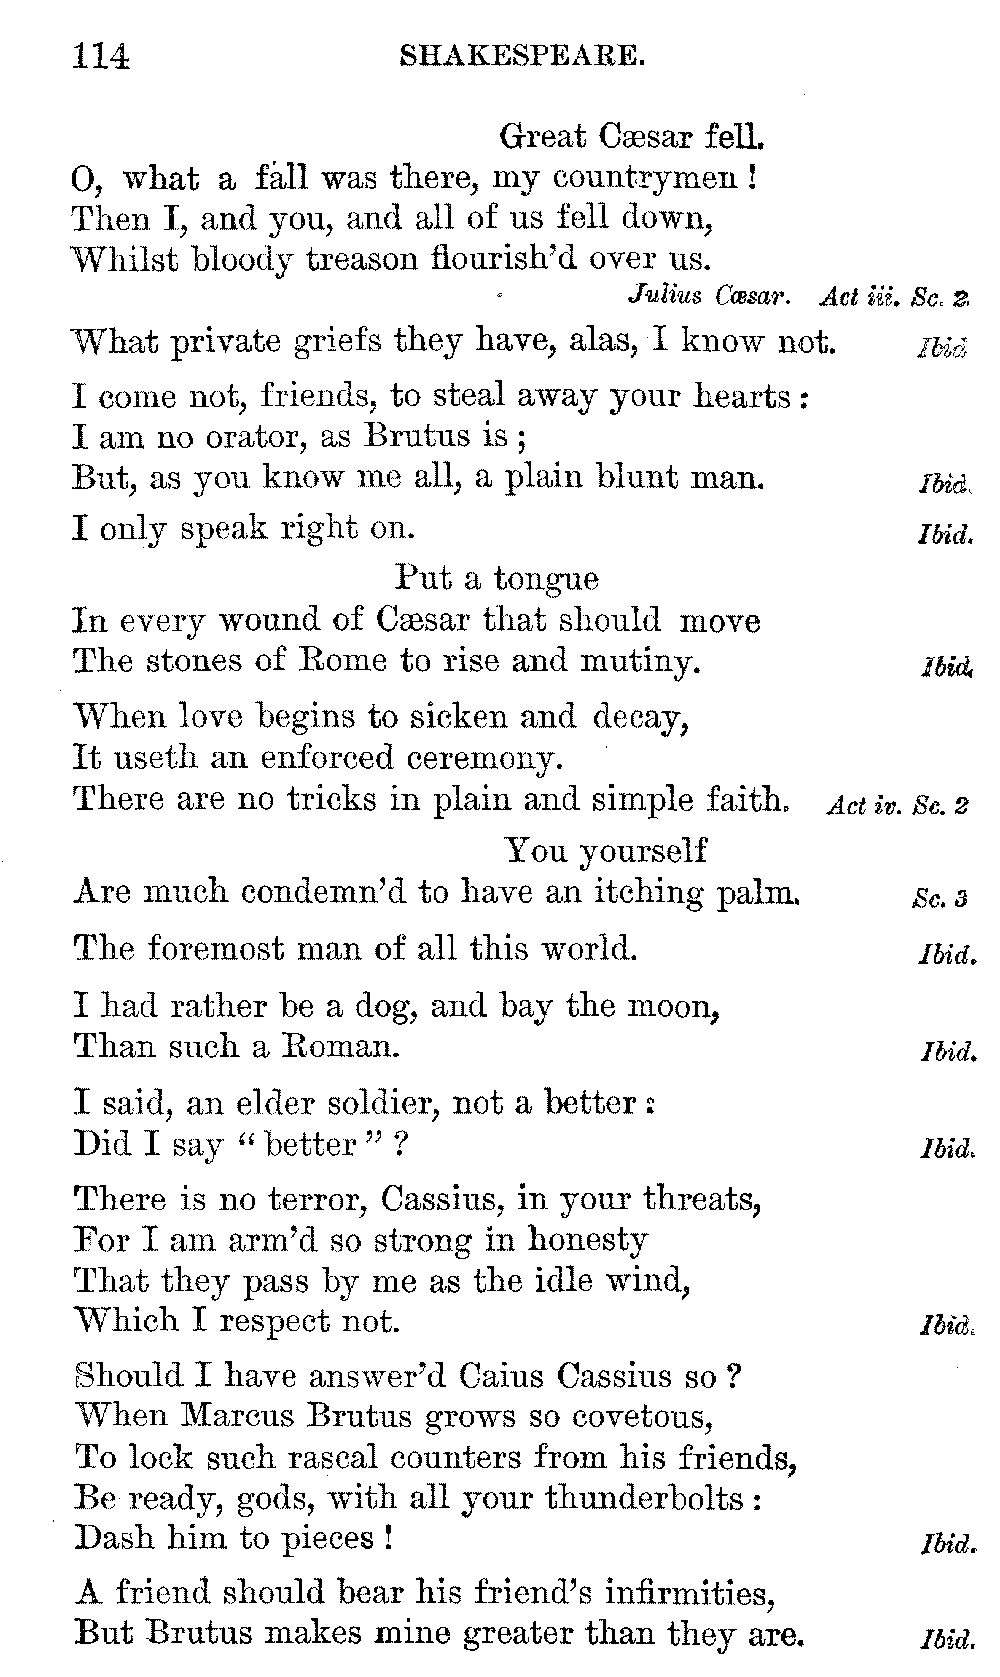 114 SHAKESPEARE.
Great Cæsar fell.
O, what a fall was there, my countrymen !
Then I, and you, and all of us fell down,
Whilst bloody treason flourish'd over us.
Julius Cæsar. Act iii. Sc. 2.
What private griefs they have, alas, I know not. Ibid
I come not, friends, to steal away your hearts :
I am no orator, as Brutus is ;
But, as you know me all, a plain blunt man. Ibid.
I only speak right on. Ibid.
Put a tongue
In every wound of Cæsar that should move
The stones of Rome to rise and mutiny. Ibid.
When love begins to sicken and decay,
It useth an enforced ceremony.
There are no tricks in plain and simple faith. Act iv. Sc. 2
You yourself
Are much condemn'd to have an itching palm. Sc. 3
The foremost man of all this world. Ibid.
I had rather be a dog, and bay the moon,
Than such a Roman. Ibid.
I said, an elder soldier, not a better :
Did I say “ better ” ? Ibid.
There is no terror, Cassius, in your threats,
For I am arm'd so strong in honesty
That they pass by me as the idle wind,
Which I respect not. Ibid.
Should I have answer'd Caius Cassius so ?
When Marcus Brutus grows so covetous,
To lock such rascal counters from his friends,
Be ready, gods, with all your thunderbolts :
Dash him to pieces ! Ibid.
A friend should bear his friend's infirmities,
But Brutus makes mine greater than they are. Ibid.